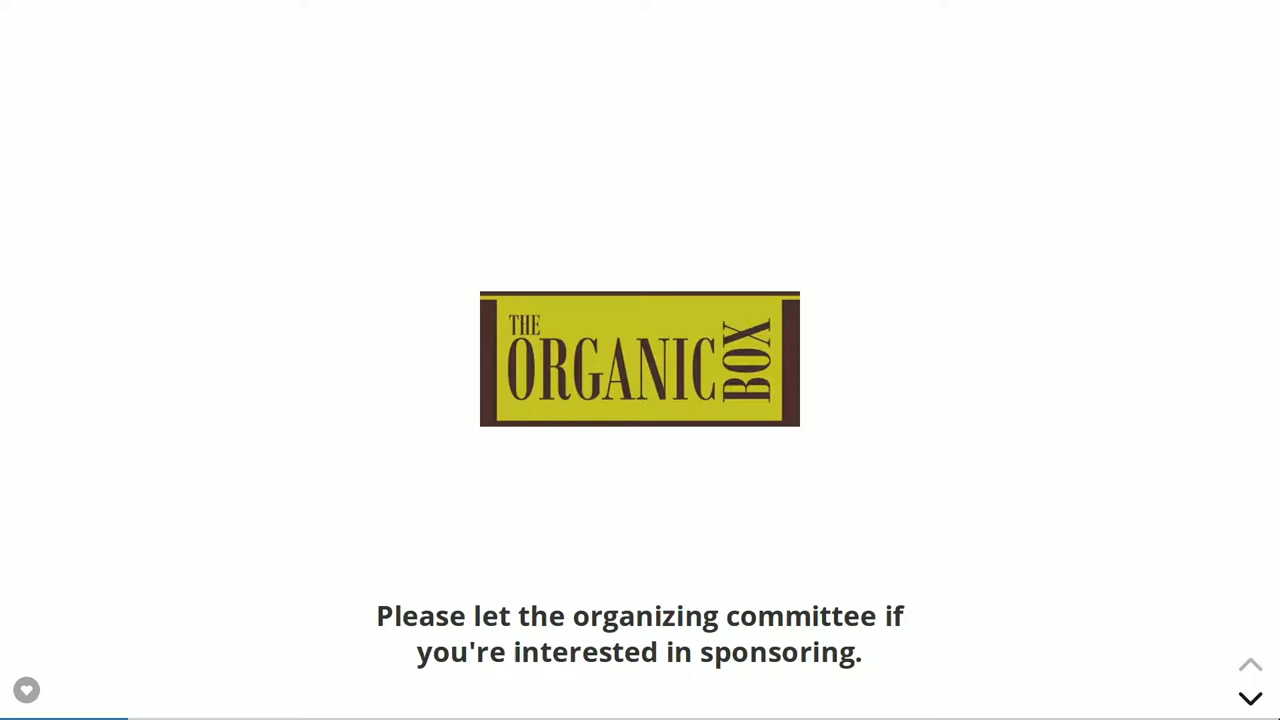 THE
ORGANIC BOX
Please let the organizing committee if
you're interested in sponsoring.